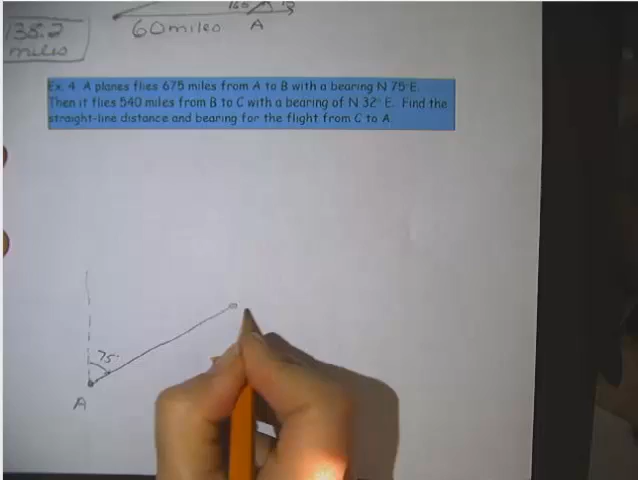 138.2
miles
60miles
A
Ex. 4 A planes flies 675 miles from A to B with a bearing N 75°E.
Then it flies 540 miles from B to C with a bearing of N 32° E. Find the
straight-line distance and bearing for the flight from C to A.
75°
A